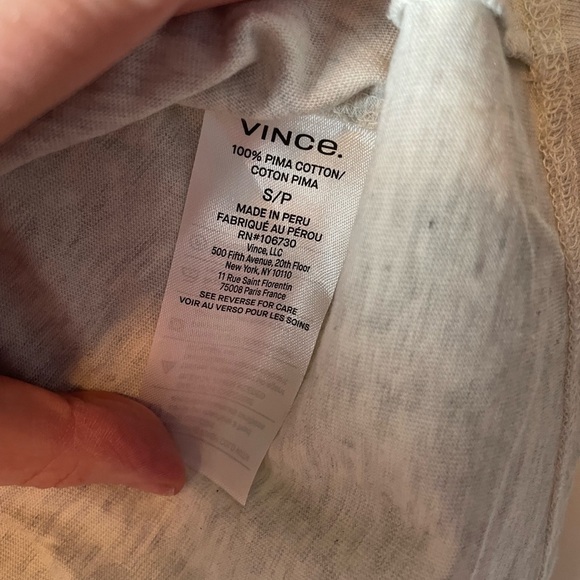 VINCe.
100% PIMA COTTON/
COTON PIMA
S/P
MADE IN PERU
FABRIQUÉ AU PÉROU
RN#106730
Vince, LLC
500 Fifth Avenue, 20th Floor
New York, NY 10110
11 Rue Saint Florentin
75008 Paris France
SEE REVERSE FOR CARE
VOIR AU VERSO POUR LES SOINS